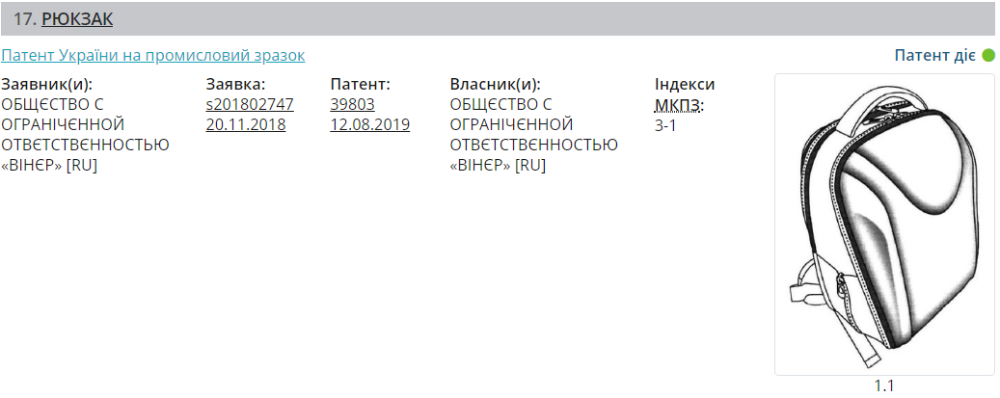 17. РЮКЗАК
Патент України на промисловий зразок
Патент діє
Заявник(и):
ОБЩЄСТВО С
ОГРАНІЧЄННОЙ
ОТВЄТСТВЄННОСТЬЮ
«ВІНЄР» [RU]
Заявка:
s201802747
20.11.2018
Патент:
39803
12.08.2019
Власник(и):
ОБЩЄСТВО С
ОГРАНІЧЄННОЙ
ОТВЄТСТВЄННОСТЬЮ
«ВІНЄР» [RU]
Індекси
МКПЗ:
3-1
1.1